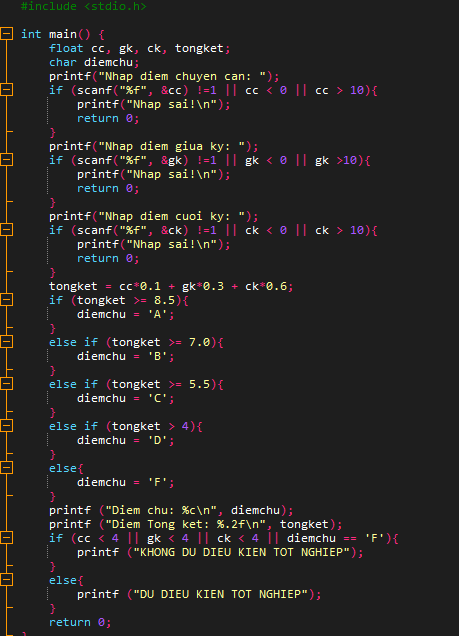 #include <stdio.h>
int main() {
float cc, gk, ck, tongket;
char diemchu;
printf("Nhap diem chuyen can: ");
if (scanf("%f", &cc) !=1 || cc < 0 || cc > 10){
printf("Nhap sai!\n");
return 0;
}
printf("Nhap diem giua ky: ");
if (scanf("%f", &gk) !=1 || gk < 0 || gk >10){
printf("Nhap sai!\n");
return 0;
}
printf("Nhap diem cuoi ky: ");
if (scanf("%f", &ck) !=1 || ck < 0 || ck > 10){
printf("Nhap sai!\n");
return 0;
}
tongket = cc*0.1 + gk*0.3 + ck*0.6;
if (tongket >= 8.5){
diemchu = 'A';
}
else if (tongket >= 7.0){
diemchu = 'B';
}
else if (tongket >= 5.5){
diemchu = 'C';
}
else if (tongket > 4){
diemchu = 'D';
}
else{
diemchu = 'F';
}
printf ("Diem chu: %c\n", diemchu);
printf ("Diem Tong ket: %.2f\n", tongket);
if (cc < 4 || gk < 4 || ck < 4 || diemchu == 'F'){
printf ("KHONG DU DIEU KIEN TOT NGHIEP");
}
else{
printf ("DU DIEU KIEN TOT NGHIEP");
}
return 0;
}